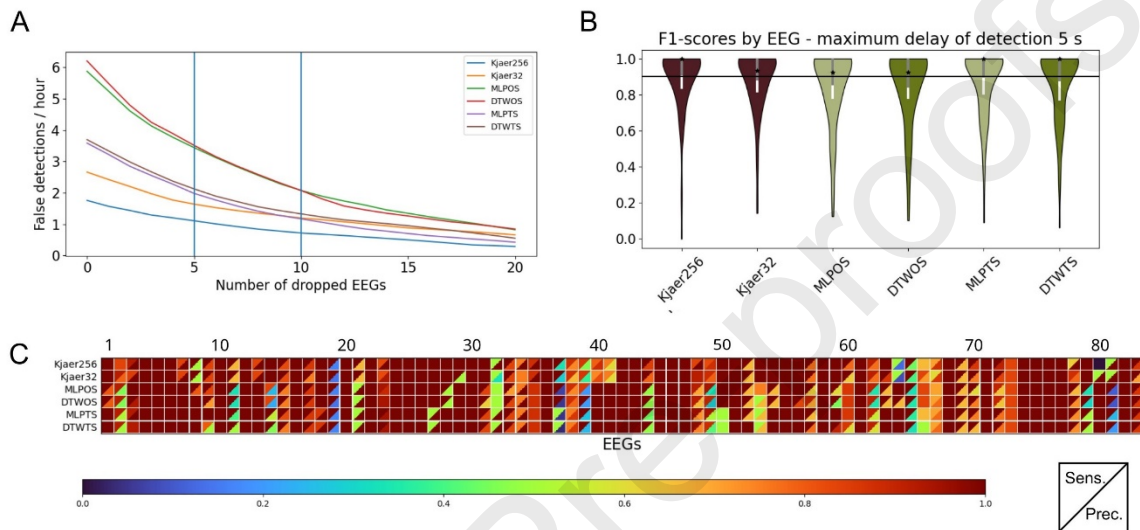 A
6
5
4
3
2
1
0
False detections / hour
0
5
10
15
20
Number of dropped EEGs
Kjaer256
Kjaer32
MLPOS
DTWOS
MLPTS
DTWTS
B
F1-scores by EEG - maximum delay of detection 5 s
1.0
0.8
0.6
0.4
0.2
0.0
Kjaer256
Kjaer32
MLPOS
DTWOS
MLPTS
DTWTS
C
1 10 20 30 40 50 60 70 80
Kjaer256
Kjaer32
MLPOS
DTWOS
MLPTS
DTWTS
EEGs
0.0 0.2 0.4 0.6 0.8 1.0
Sens.
Prec.
Pre-proofs